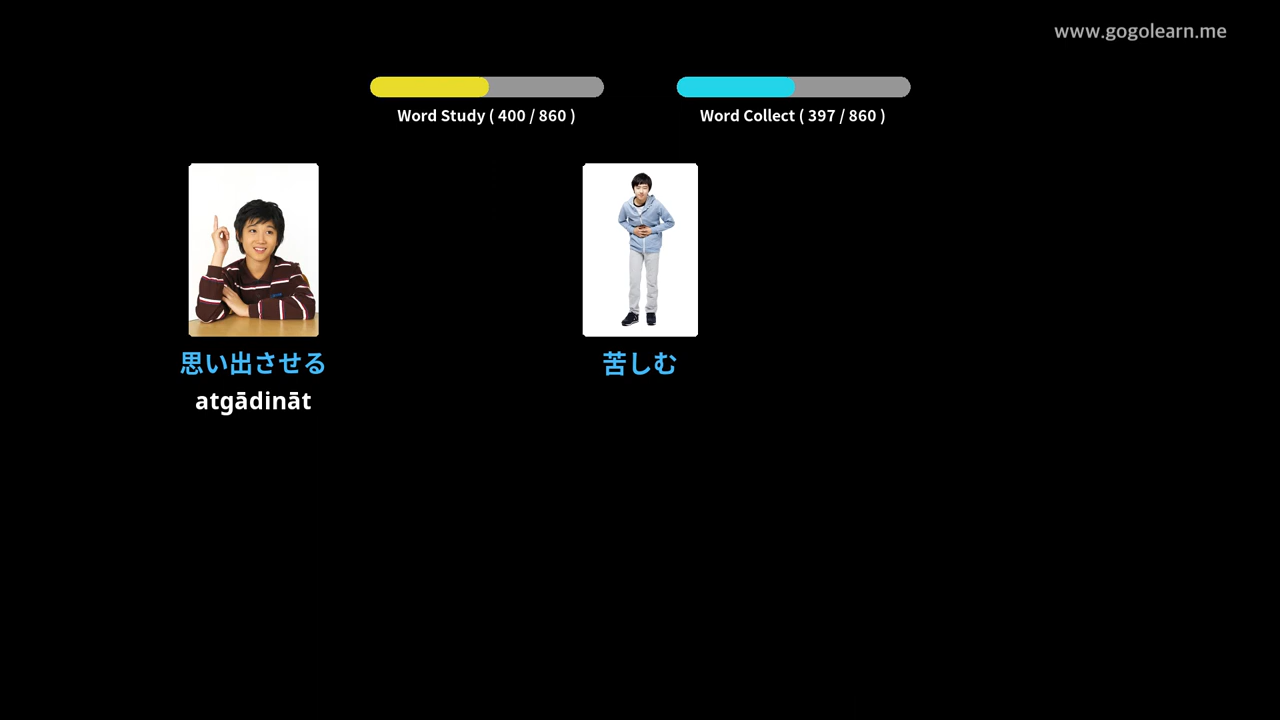 www.gogolearn.me
Word Study ( 400 / 860 )
Word Collect ( 397 / 860 )
思い出させる
atgādināt
苦しむ